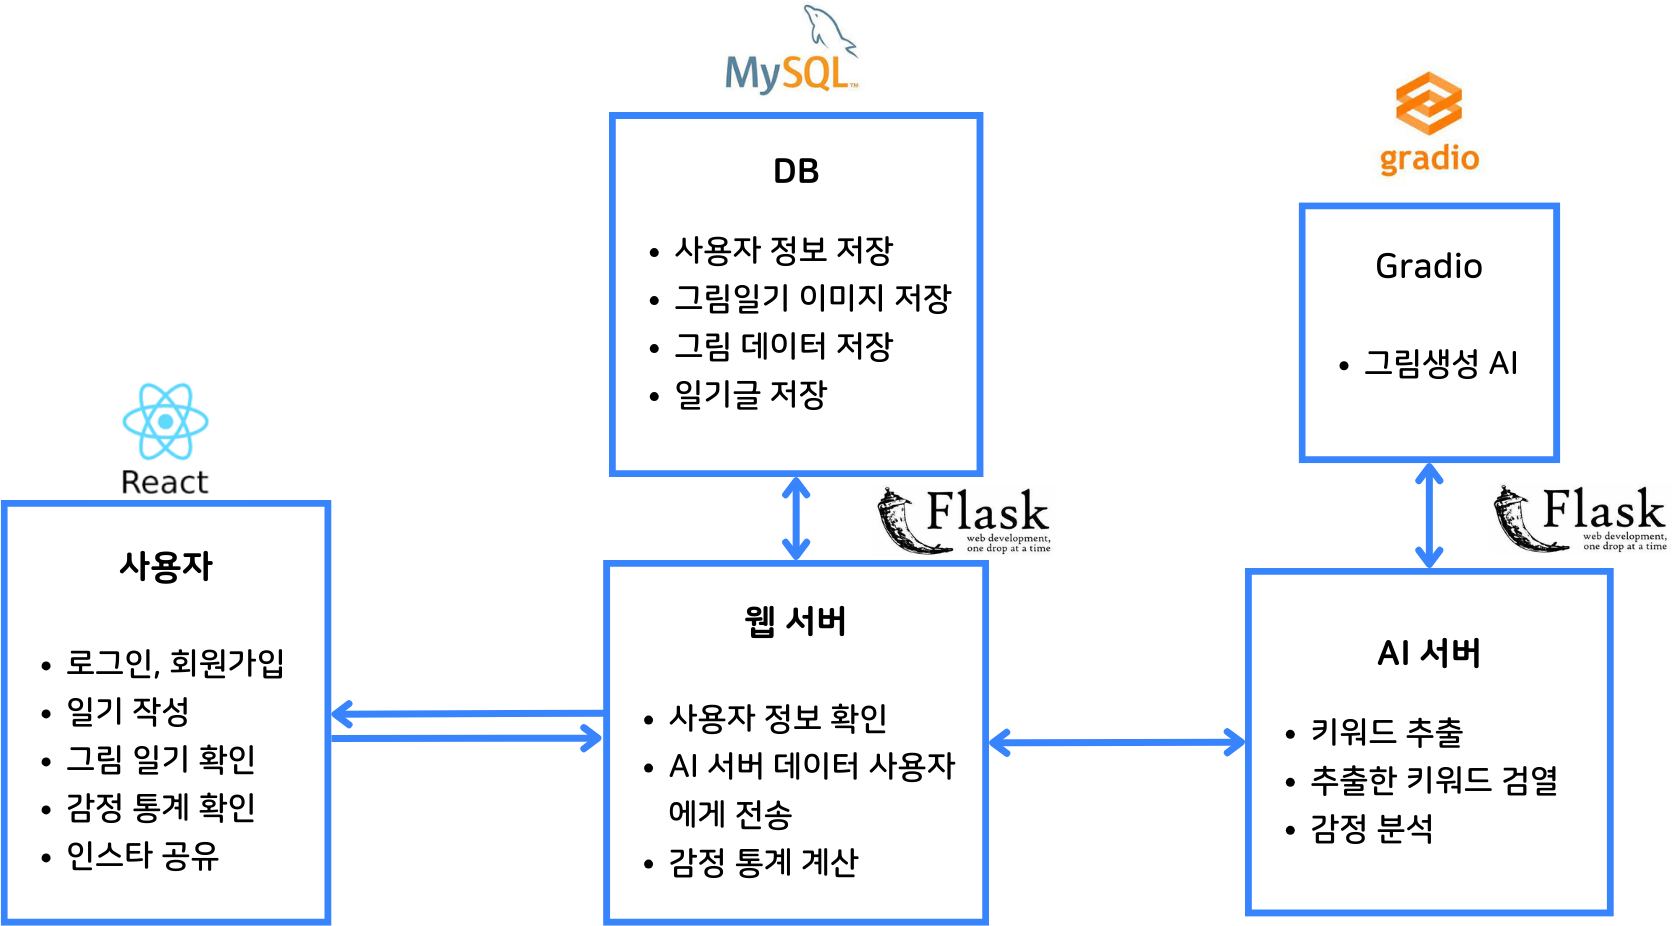 MySQL™
DB
• 사용자 정보 저장
• 그림일기 이미지 저장
• 그림 데이터 저장
• 일기글 저장
gradio
Gradio
• 그림생성 AI
React
사용자
• 로그인, 회원가입
• 일기 작성
• 그림 일기 확인
• 감정 통계 확인
• 인스타 공유
Flask
web development,
one drop at a time
웹 서버
• 사용자 정보 확인
• AI 서버 데이터 사용자
에게 전송
• 감정 통계 계산
Flask
web development,
one drop at a time
AI 서버
• 키워드 추출
• 추출한 키워드 검열
• 감정 분석